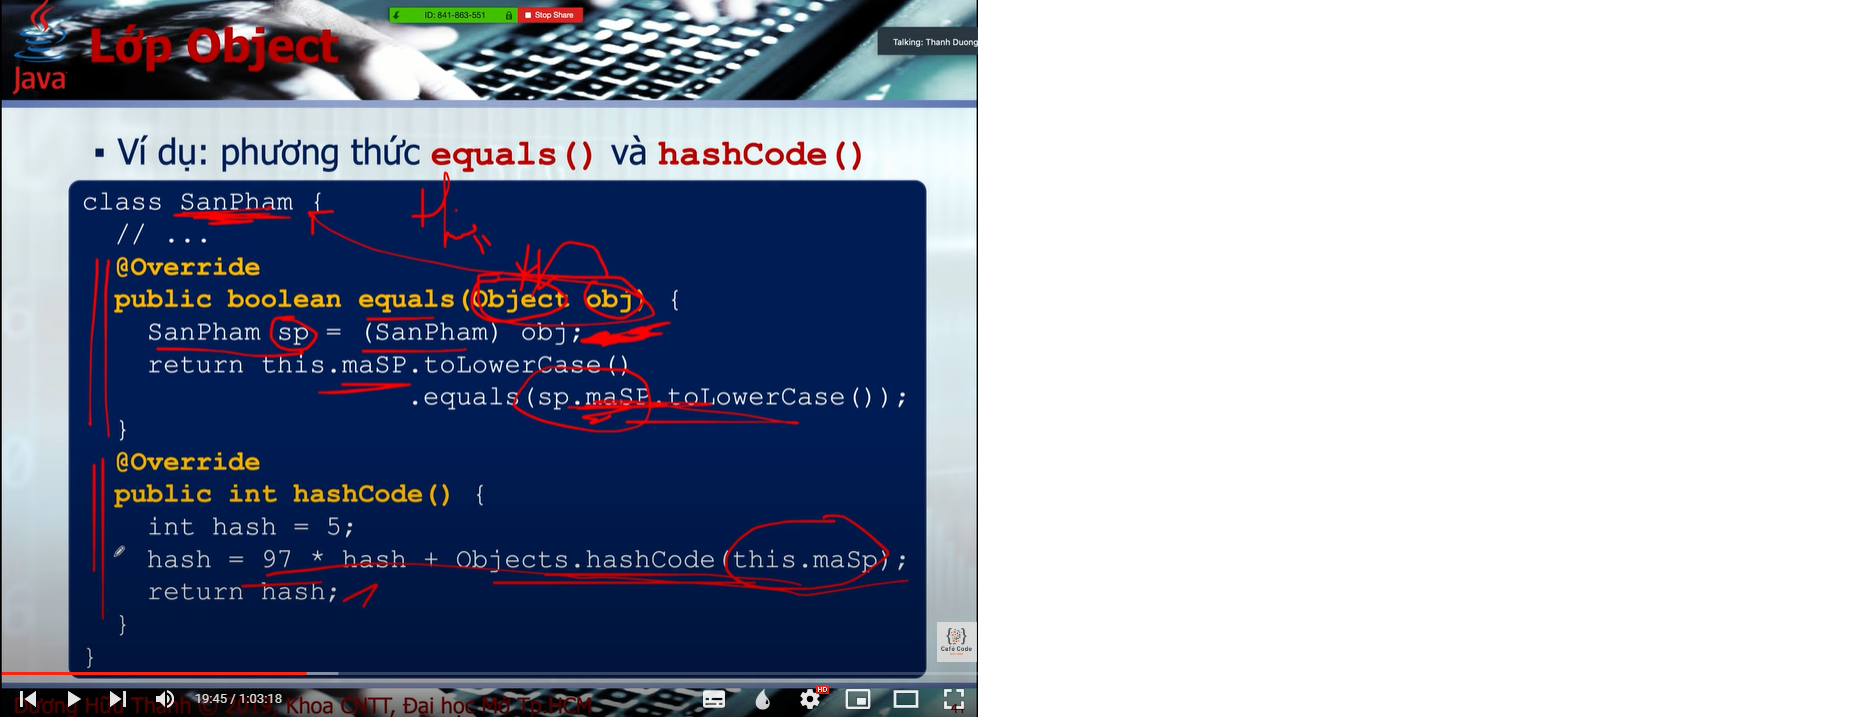 ID: 841-863-551
Stop Share
Talking: Thanh Duong
Java
Lớp Object
▪ Ví dụ: phương thức equals() và hashCode()
class SanPham {
// ...
@Override
public boolean equals(Object obj) {
SanPham sp = (SanPham) obj;
return this.maSP.toLowerCase()
.equals(sp.maSP.toLowerCase());
}
@Override
public int hashCode() {
int hash = 5;
hash = 97 * hash + Objects.hashCode(this.maSp);
return hash;
}
}
{ }
Café Code
19:45 / 1:03:18
HD
Dương Hữu Thành © 2019, Khoa CNTT, Đại học Mở Tp.HCM